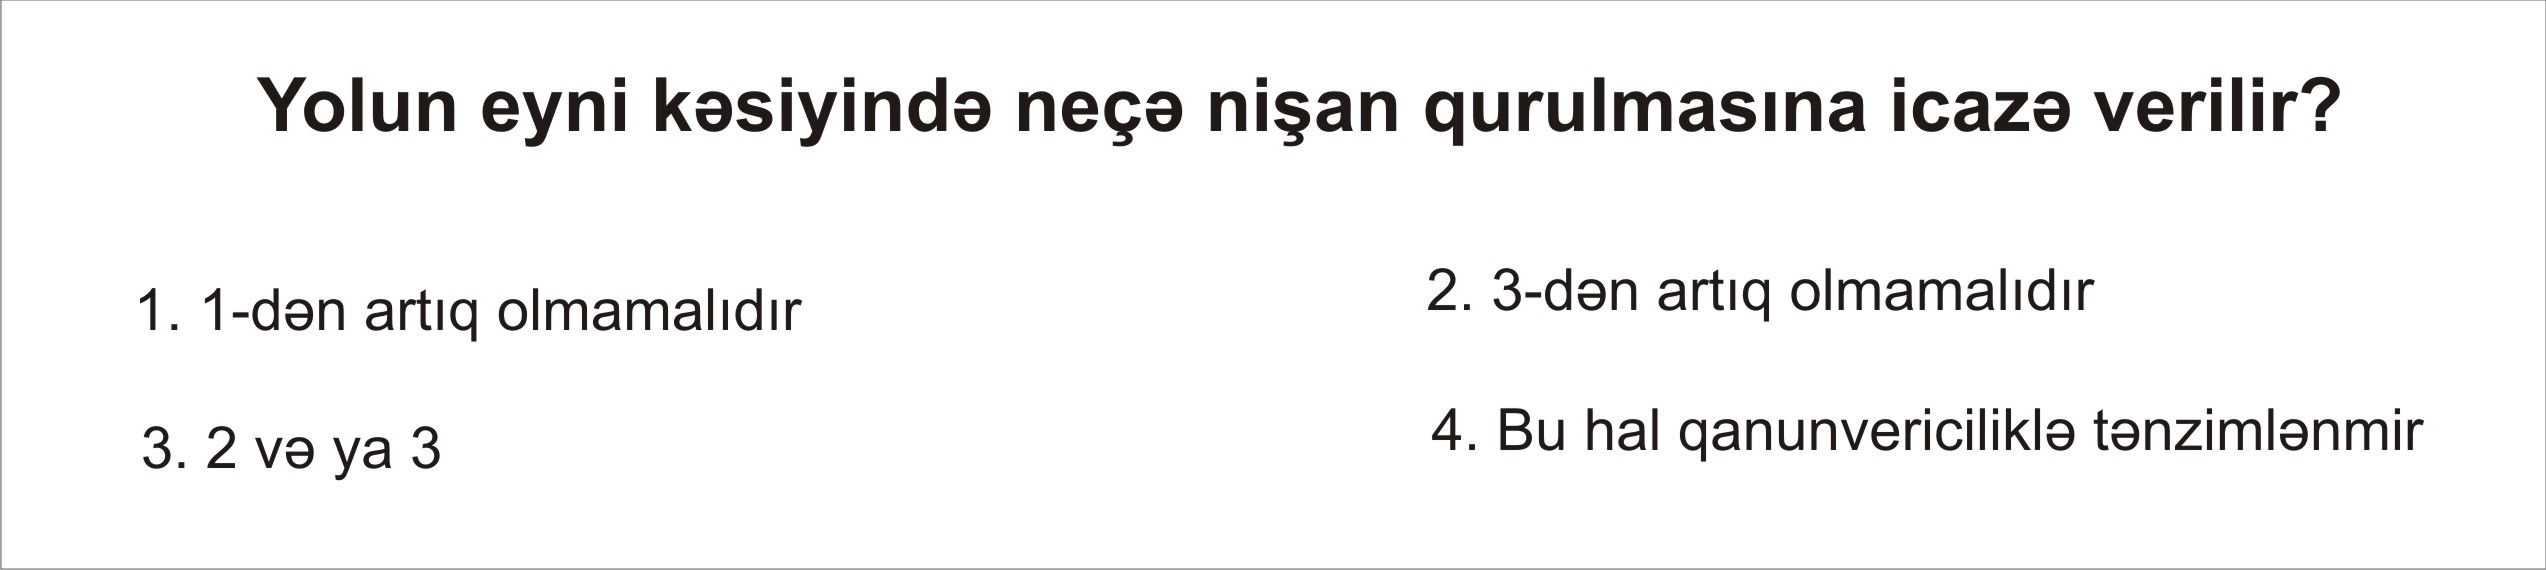 Yolun eyni kəsiyində neçə nişan qurulmasına icazə verilir?
1. 1-dən artıq olmamalıdır
2. 3-dən artıq olmamalıdır
3. 2 və ya 3
4. Bu hal qanunvericiliklə tənzimlənmir